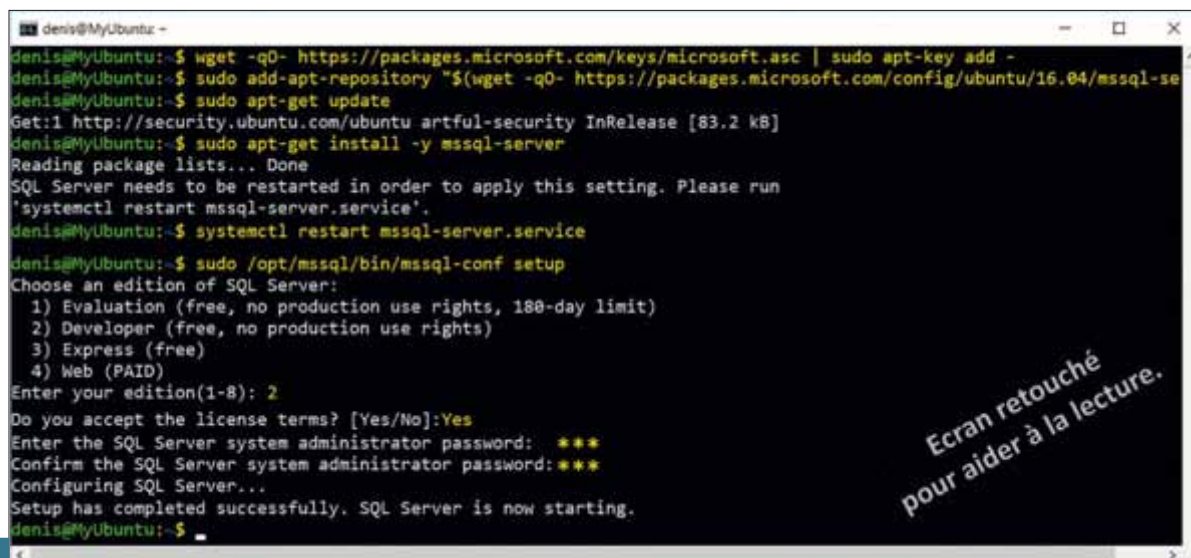 denis@MyUbuntu: ~
denis@MyUbuntu:~$ wget -qO- https://packages.microsoft.com/keys/microsoft.asc | sudo apt-key add -
denis@MyUbuntu:~$ sudo add-apt-repository "$(wget -qO- https://packages.microsoft.com/config/ubuntu/16.04/mssql-se
denis@MyUbuntu:~$ sudo apt-get update
Get:1 http://security.ubuntu.com/ubuntu artful-security InRelease [83.2 kB]
denis@MyUbuntu:~$ sudo apt-get install -y mssql-server
Reading package lists... Done
SQL Server needs to be restarted in order to apply this setting. Please run
'systemctl restart mssql-server.service'.
denis@MyUbuntu:~$ systemctl restart mssql-server.service
denis@MyUbuntu:~$ sudo /opt/mssql/bin/mssql-conf setup
Choose an edition of SQL Server:
1) Evaluation (free, no production use rights, 180-day limit)
2) Developer (free, no production use rights)
3) Express (free)
4) Web (PAID)
Enter your edition(1-8): 2
Do you accept the license terms? [Yes/No]:Yes
Enter the SQL Server system administrator password: ***
Confirm the SQL Server system administrator password:***
Configuring SQL Server...
Setup has completed successfully. SQL Server is now starting.
denis@MyUbuntu:~$ _
Ecran retouché
pour aider à la lecture.